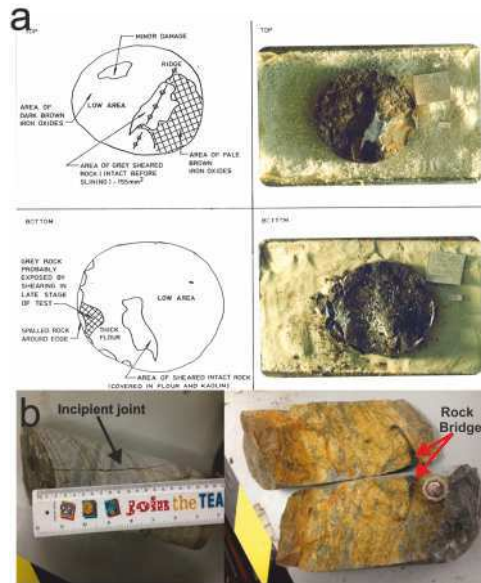 a
TOP
MINOR DAMAGE
RIDGE
AREA OF
DARK BROWN
IRON OXIDES
LOW AREA
AREA OF GREY SHEARED
ROCK (INTACT BEFORE
SLINING) ~155mm²
AREA OF PALE
BROWN
IRON OXIDES
TOP
BOTTOM
GREY ROCK
PROBABLY
EXPOSED BY
SHEARING IN
LATE STAGE
OF TEST
LOW AREA
SPALLED ROCK
AROUND EDGE
THICK
FLOUR
AREA OF SHEARED INTACT ROCK
(COVERED IN FLOUR AND KAOLIN)
BOTTOM
b
Incipient joint
join the TEA
Rock
Bridge